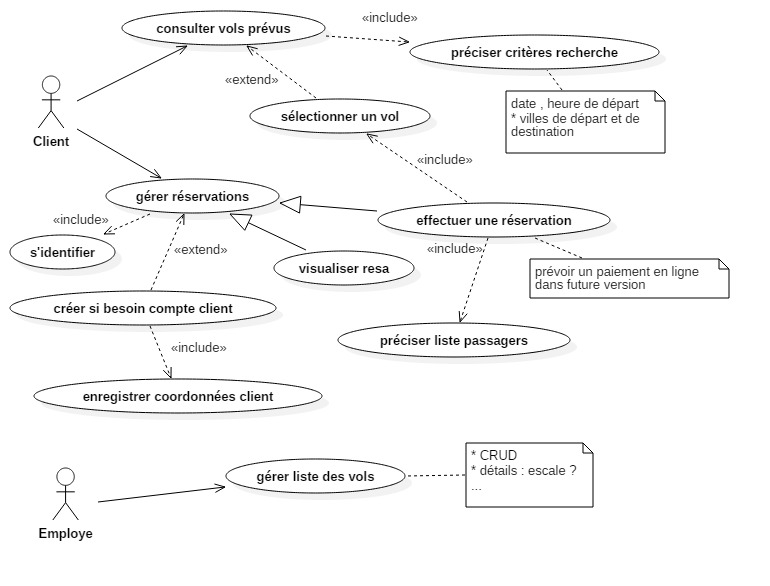 «include»
consulter vols prévus
préciser critères recherche
«extend»
date , heure de départ
* villes de départ et de
destination
sélectionner un vol
Client
«include»
gérer réservations
«include»
effectuer une réservation
s'identifier
«extend»
«include»
visualiser resa
prévoir un paiement en ligne
dans future version
créer si besoin compte client
préciser liste passagers
«include»
enregistrer coordonnées client
* CRUD
* détails : escale ?
...
gérer liste des vols
Employe